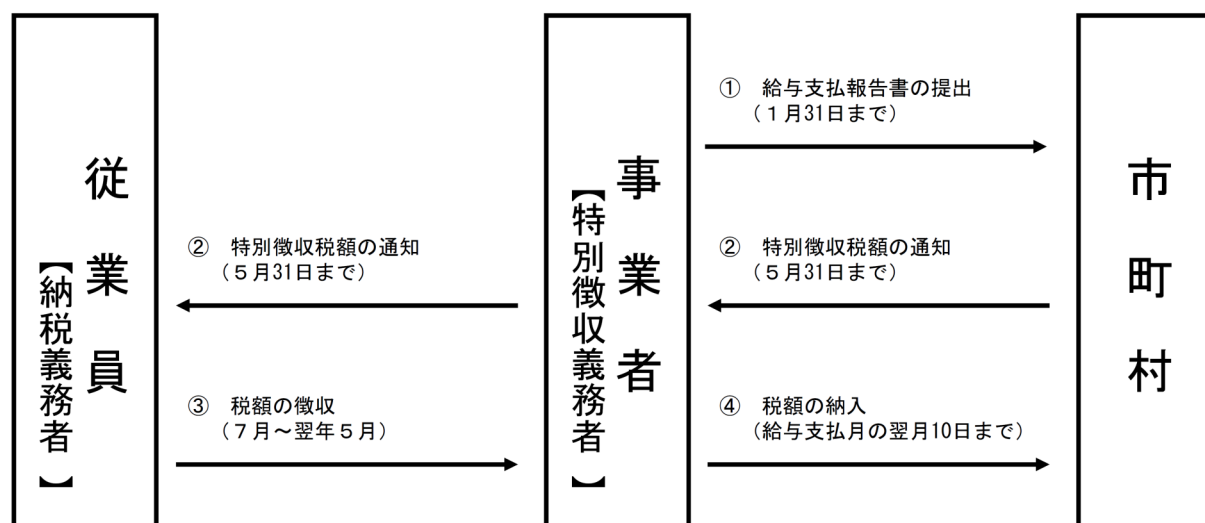 従業員
【納税義務者】
② 特別徴収税額の通知
（５月31日まで）
③ 税額の徴収
（７月～翌年５月）
事業者
【特別徴収義務者】
① 給与支払報告書の提出
（１月31日まで）
② 特別徴収税額の通知
（５月31日まで）
④ 税額の納入
（給与支払月の翌月10日まで）
市町村